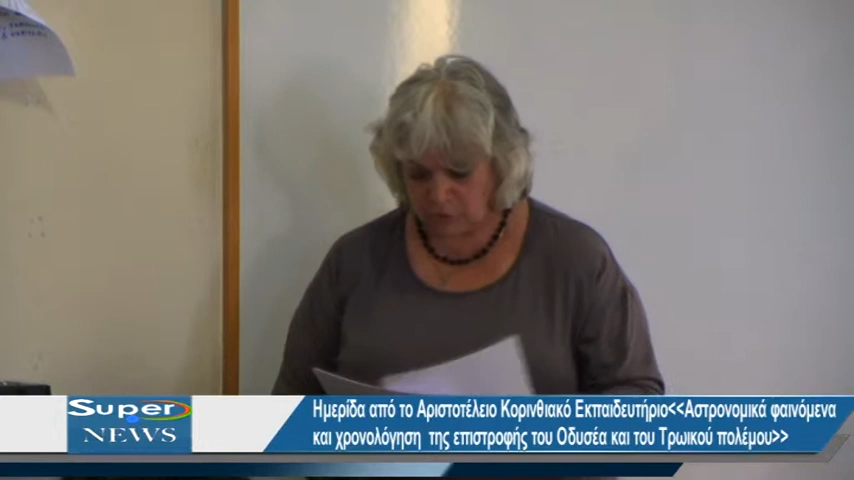 Super
NEWS
Ημερίδα από το Αριστοτέλειο Κορινθιακό Εκπαιδευτήριο<<Αστρονομικά φαινόμενα
και χρονολόγηση της επιστροφής του Οδυσέα και του Τρωικού πολέμου>>